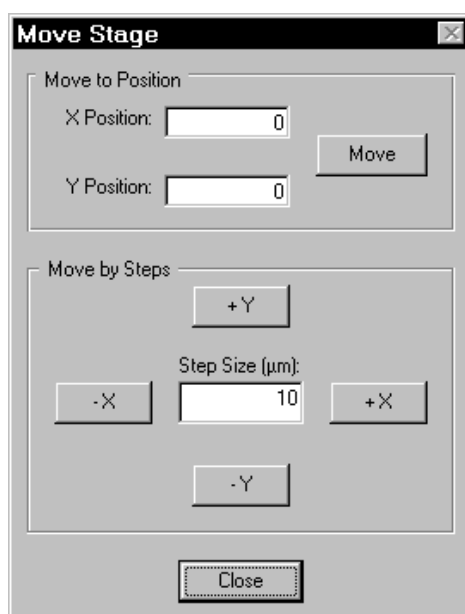 Move Stage
Move to Position
X Position: 0
Move
Y Position: 0
Move by Steps
+Y
Step Size (µm):
-X 10 +X
-Y
Close